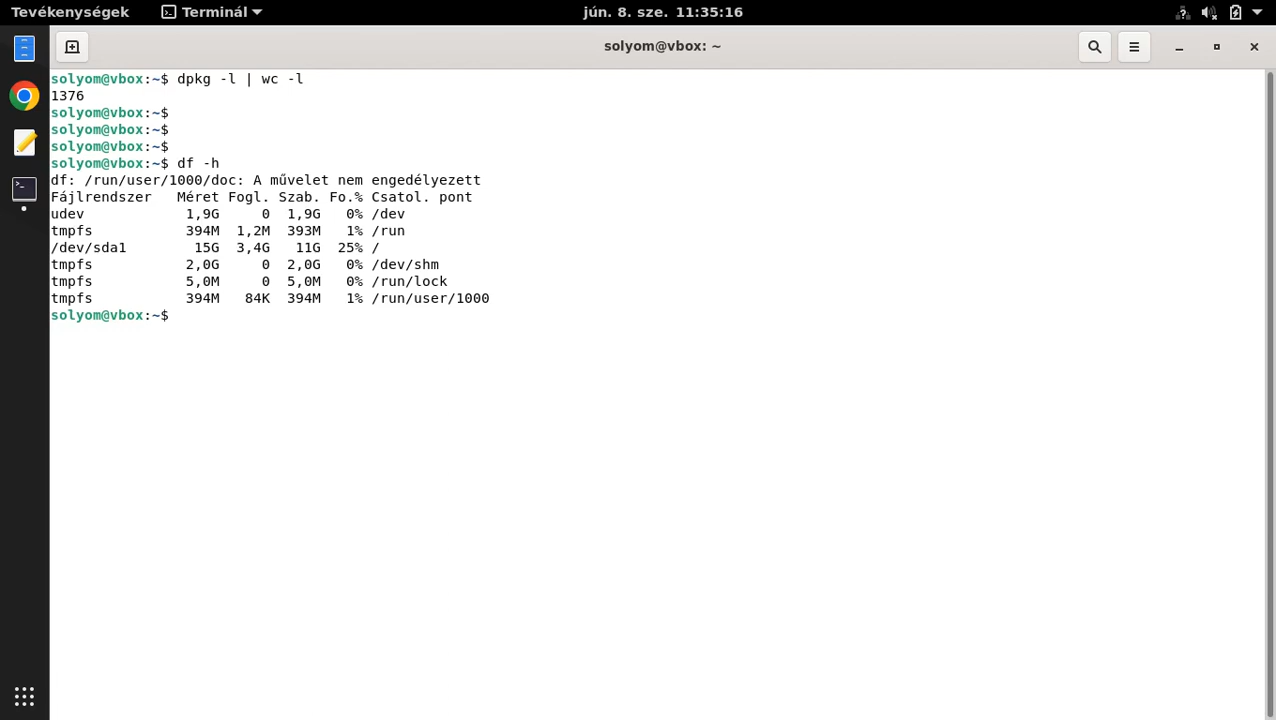 Tevékenységek Terminál jún. 8. sze. 11:35:16
solyom@vbox: ~
solyom@vbox:~$ dpkg -l | wc -l
1376
solyom@vbox:~$
solyom@vbox:~$
solyom@vbox:~$
solyom@vbox:~$ df -h
df: /run/user/1000/doc: A művelet nem engedélyezett
Fájlrendszer Méret Fogl. Szab. Fo.% Csatol. pont
udev 1,9G 0 1,9G 0% /dev
tmpfs 394M 1,2M 393M 1% /run
/dev/sda1 15G 3,4G 11G 25% /
tmpfs 2,0G 0 2,0G 0% /dev/shm
tmpfs 5,0M 0 5,0M 0% /run/lock
tmpfs 394M 84K 394M 1% /run/user/1000
solyom@vbox:~$